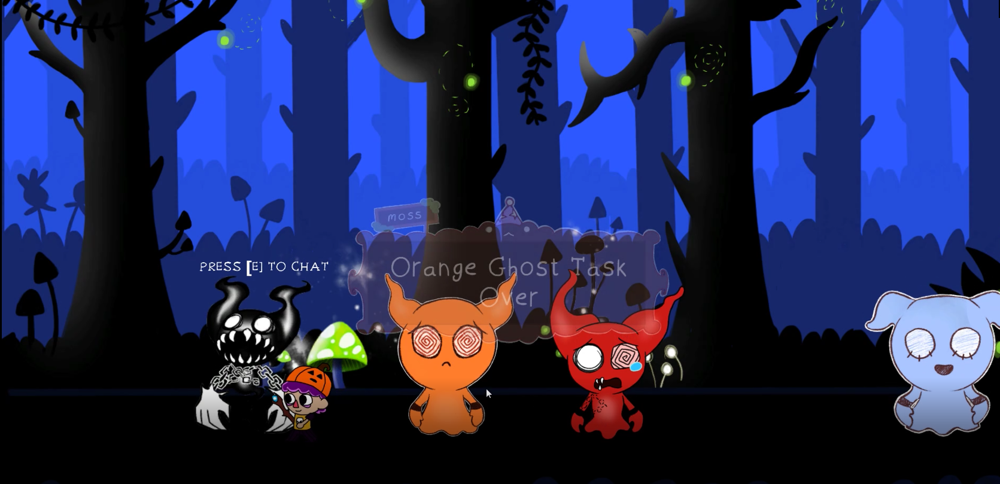 moss
PRESS [E] TO CHAT
Orange Ghost Task
Over